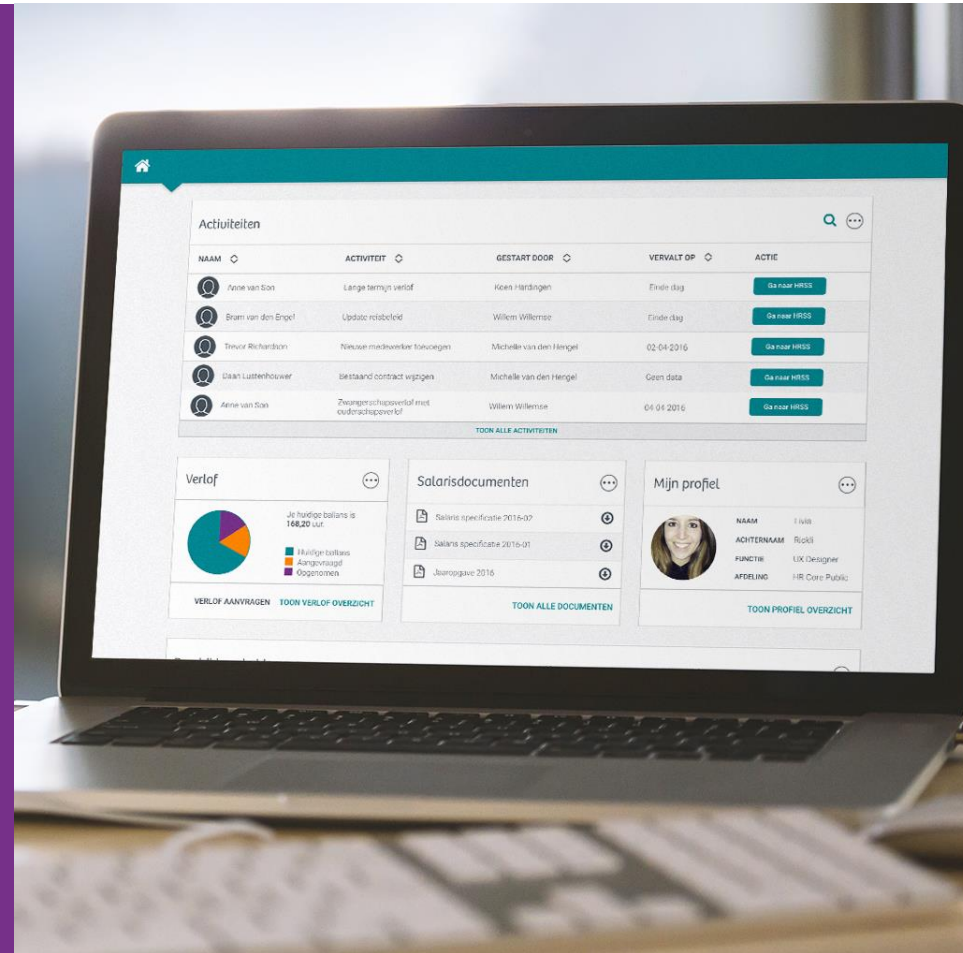 Activiteiten
NAAM ACTIVITEIT GESTART DOOR VERVALT OP ACTIE
Anne van Son Lange termijn verlof Koen Hardingen Einde dag Ga naar HRSS
Bram van den Engel Update reisbeleid Willem Willemse Einde dag Ga naar HRSS
Trevor Richardson Nieuwe medewerker toevoegen Michelle van den Hengel 02-04-2016 Ga naar HRSS
Daan Lustenhouwer Bestaand contract wijzigen Michelle van den Hengel Geen data Ga naar HRSS
Anne van Son Zwangerschapsverlof met Willem Willemse 04-04-2016 Ga naar HRSS
ouderschapsverlof
TOON ALLE ACTIVITEITEN
Verlof
Je huidige ballans is
168,20 uur.
Huidige ballans
Aangevraagd
Opgenomen
VERLOF AANVRAGEN TOON VERLOF OVERZICHT
Salarisdocumenten
Salaris specificatie 2016-02
Salaris specificatie 2016-01
Jaaropgave 2016
TOON ALLE DOCUMENTEN
Mijn profiel
NAAM Livia
ACHTERNAAM Rickli
FUNCTIE UX Designer
AFDELING HR Core Public
TOON PROFIEL OVERZICHT